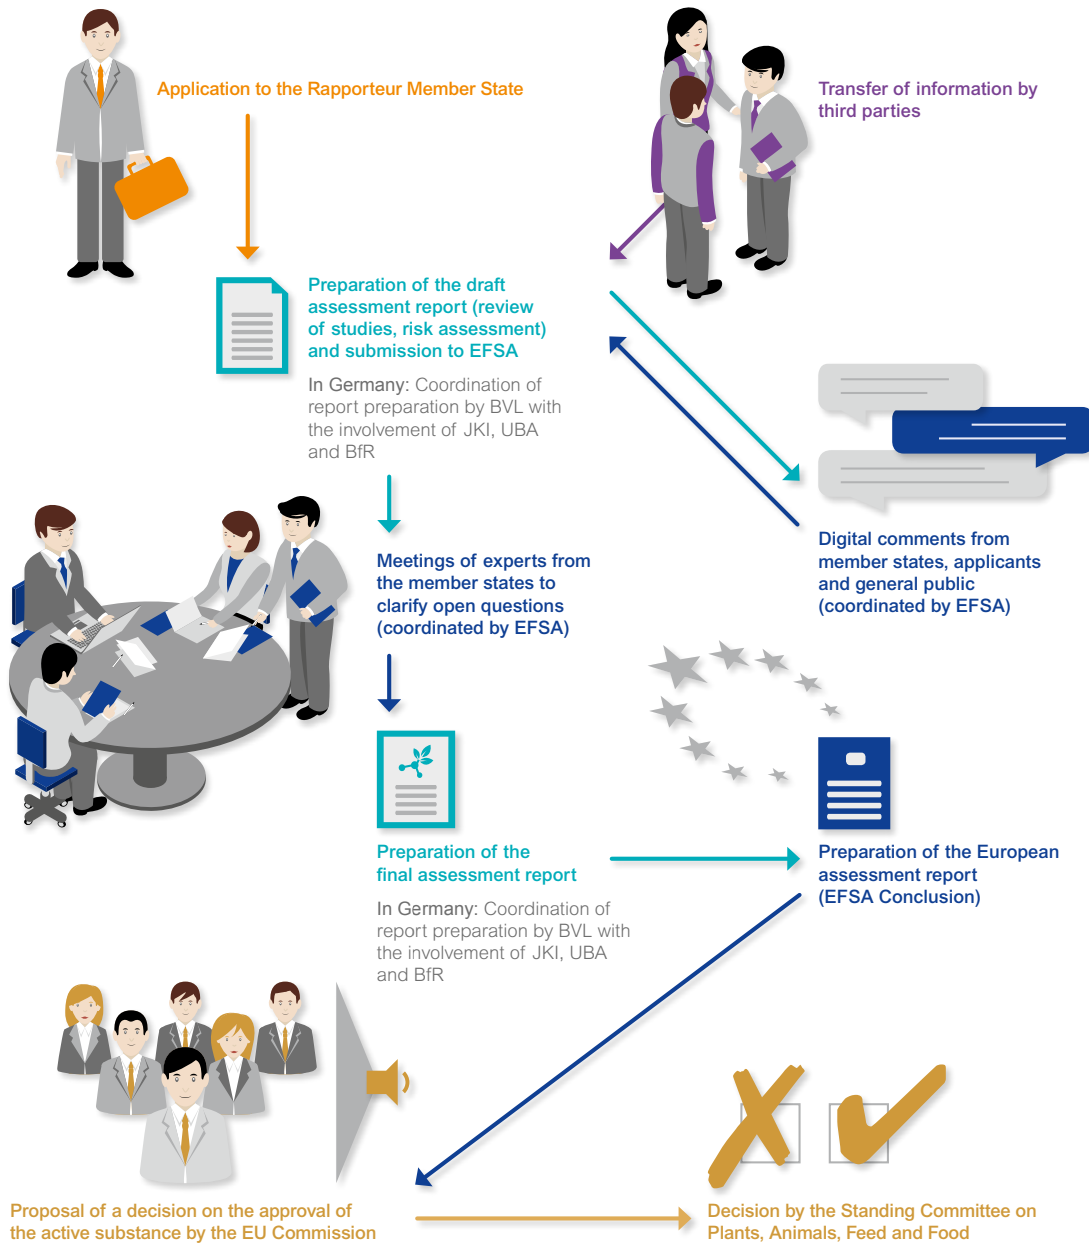 Application to the Rapporteur Member State
Transfer of information by
third parties
Preparation of the draft
assessment report (review
of studies, risk assessment)
and submission to EFSA
In Germany: Coordination of
report preparation by BVL with
the involvement of JKI, UBA
and BfR
Digital comments from
member states, applicants
and general public
(coordinated by EFSA)
Meetings of experts from
the member states to
clarify open questions
(coordinated by EFSA)
Preparation of the
final assessment report
In Germany: Coordination of
report preparation by BVL with
the involvement of JKI, UBA
and BfR
Preparation of the European
assessment report
(EFSA Conclusion)
Proposal of a decision on the approval of
the active substance by the EU Commission
Decision by the Standing Committee on
Plants, Animals, Feed and Food